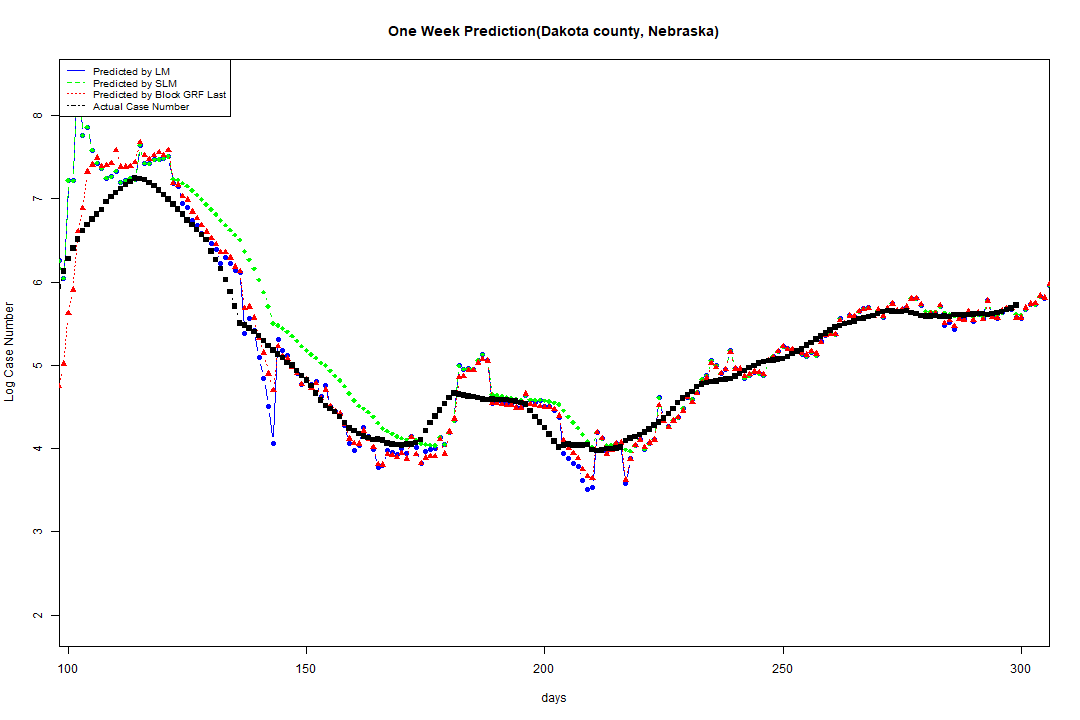 One Week Prediction(Dakota county, Nebraska)
Predicted by LM
Predicted by SLM
Predicted by Block GRF Last
Actual Case Number
8
7
6
5
4
3
2
Log Case Number
100 150 200 250 300
days